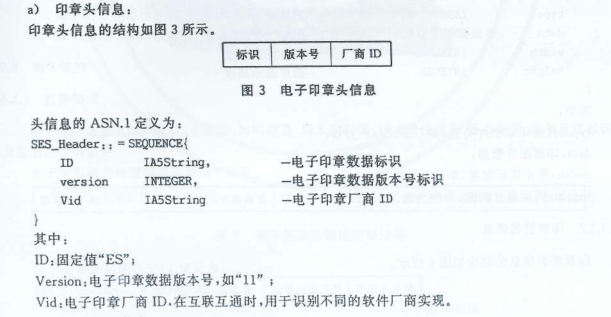 a) 印章头信息:
印章头信息的结构如图 3 所示。
标识 版本号 厂商 ID
图 3 电子印章头信息
头信息的 ASN.1 定义为:
SES_Header::=SEQUENCE{
ID IA5String, —电子印章数据标识
version INTEGER, —电子印章数据版本号标识
Vid IA5String —电子印章厂商 ID
}
其中:
ID:固定值“ES”;
Version:电子印章数据版本号,如“11”;
Vid:电子印章厂商 ID,在互联互通时,用于识别不同的软件厂商实现。